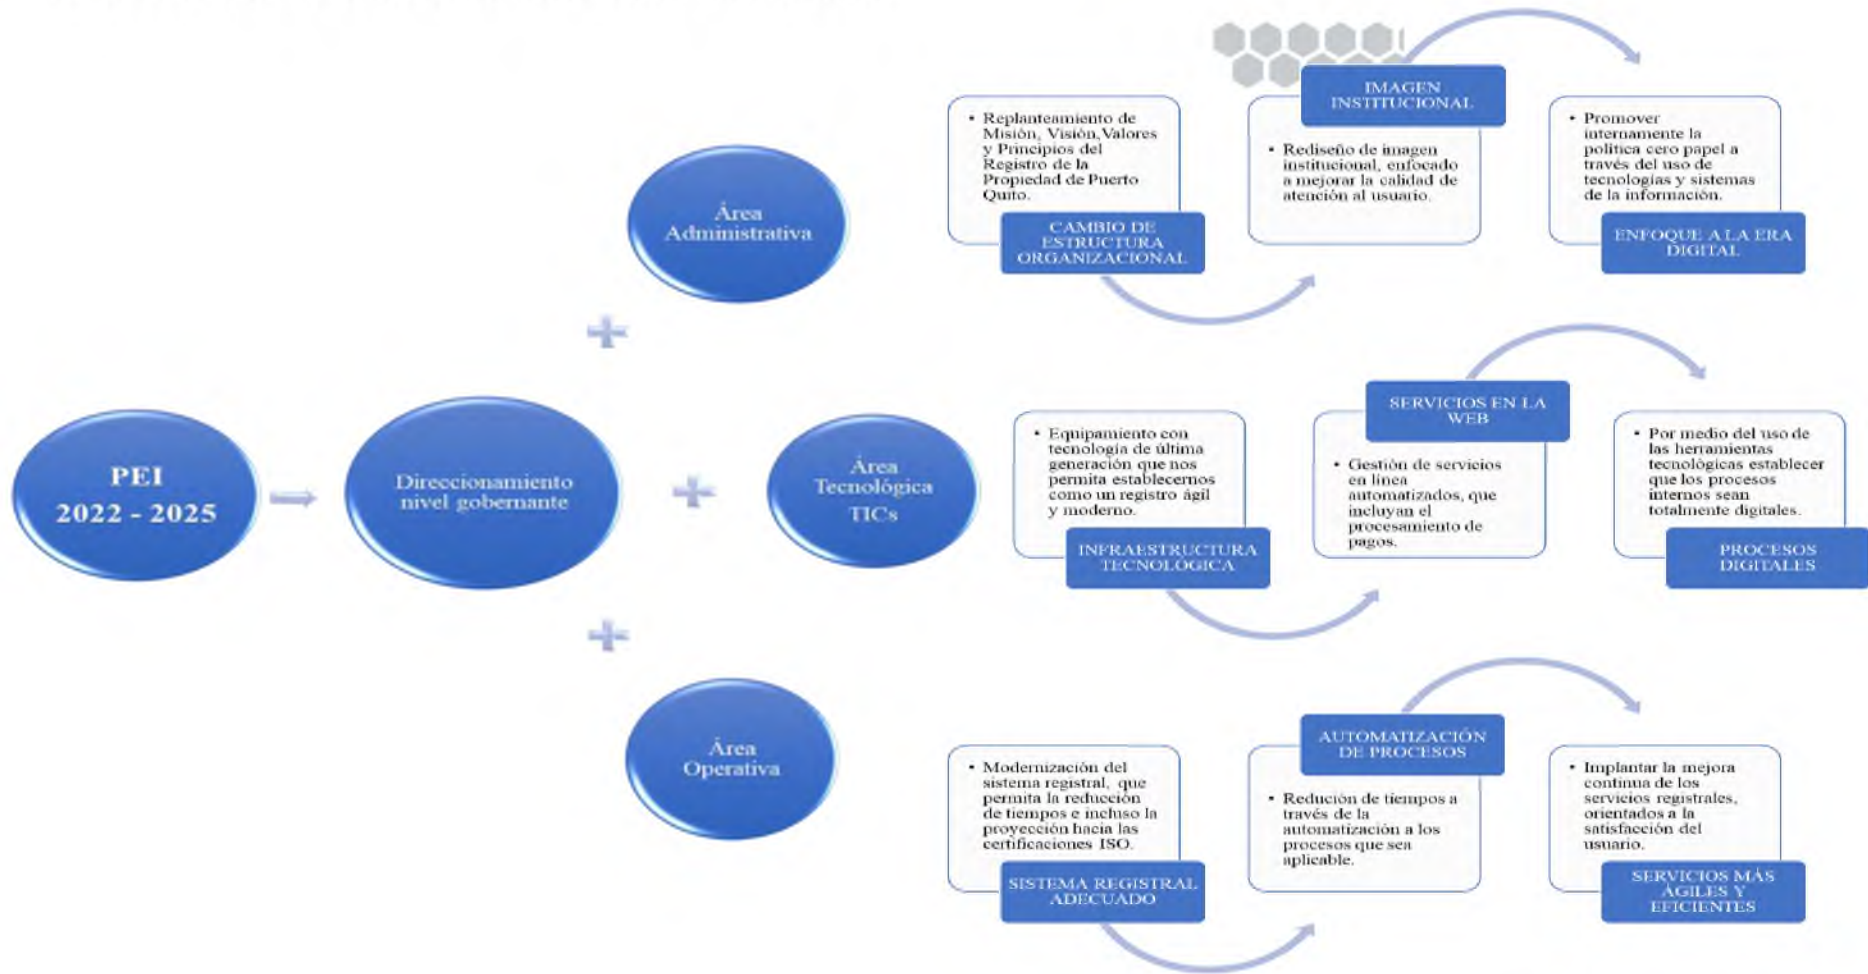 PEI
2022 - 2025
Direccionamiento
nivel gobernante
Área
Administrativa
• Replanteamiento de
Misión, Visión,Valores
y Principios del
Registro de la
Propiedad de Puerto
Quito.
CAMBIO DE
ESTRUCTURA
ORGANIZACIONAL
IMAGEN
INSTITUCIONAL
• Rediseño de imagen
institucional, enfocado
a mejorar la calidad de
atención al usuario.
• Promover
internamente la
política cero papel a
través del uso de
tecnologías y sistemas
de la información.
ENFOQUE A LA ERA
DIGITAL
Área
Tecnológica
TICs
• Equipamiento con
tecnología de última
generación que nos
permita establecernos
como un registro ágil
y moderno.
INFRAESTRUCTURA
TECNOLÓGICA
SERVICIOS EN LA
WEB
• Gestión de servicios
en línea
automatizados, que
incluyan el
procesamiento de
pagos.
• Por medio del uso de
las herramientas
tecnológicas establecer
que los procesos
internos sean
totalmente digitales.
PROCESOS
DIGITALES
Área
Operativa
• Modernización del
sistema registral, que
permita la reducción
de tiempos e incluso la
proyección hacia las
certificaciones ISO.
SISTEMA REGISTRAL
ADECUADO
AUTOMATIZACIÓN
DE PROCESOS
• Redución de tiempos a
través de la
automatización a los
procesos que sea
aplicable.
• Implantar la mejora
continua de los
servicios registrales,
orientados a la
satisfacción del
usuario.
SERVICIOS MÁS
ÁGILES Y
EFICIENTES